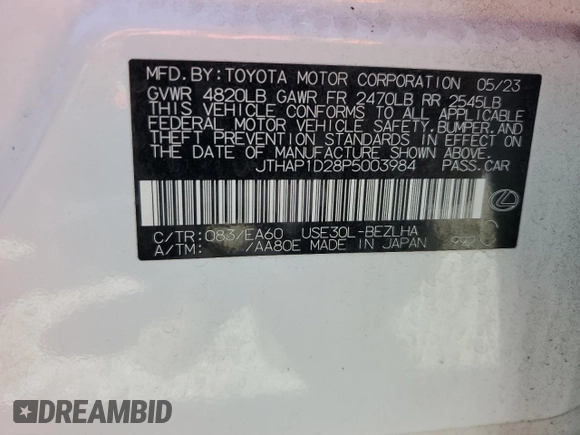 MFD.BY:TOYOTA MOTOR CORPORATION 05/23
GVWR 4820LB GAWR FR 2470LB RR 2545LB
THIS VEHICLE CONFORMS TO ALL APPLICABLE
FEDERAL MOTOR VEHICLE SAFETY,BUMPER,AND
THEFT PREVENTION STANDARDS IN EFFECT ON
THE DATE OF MANUFACTURE SHOWN ABOVE.
JTHAP1D28P5003984 PASS.CAR
C/TR:083/EA60 USE30L-BEZLHA
A/TM: /AA80E MADE IN JAPAN
DREAMBID